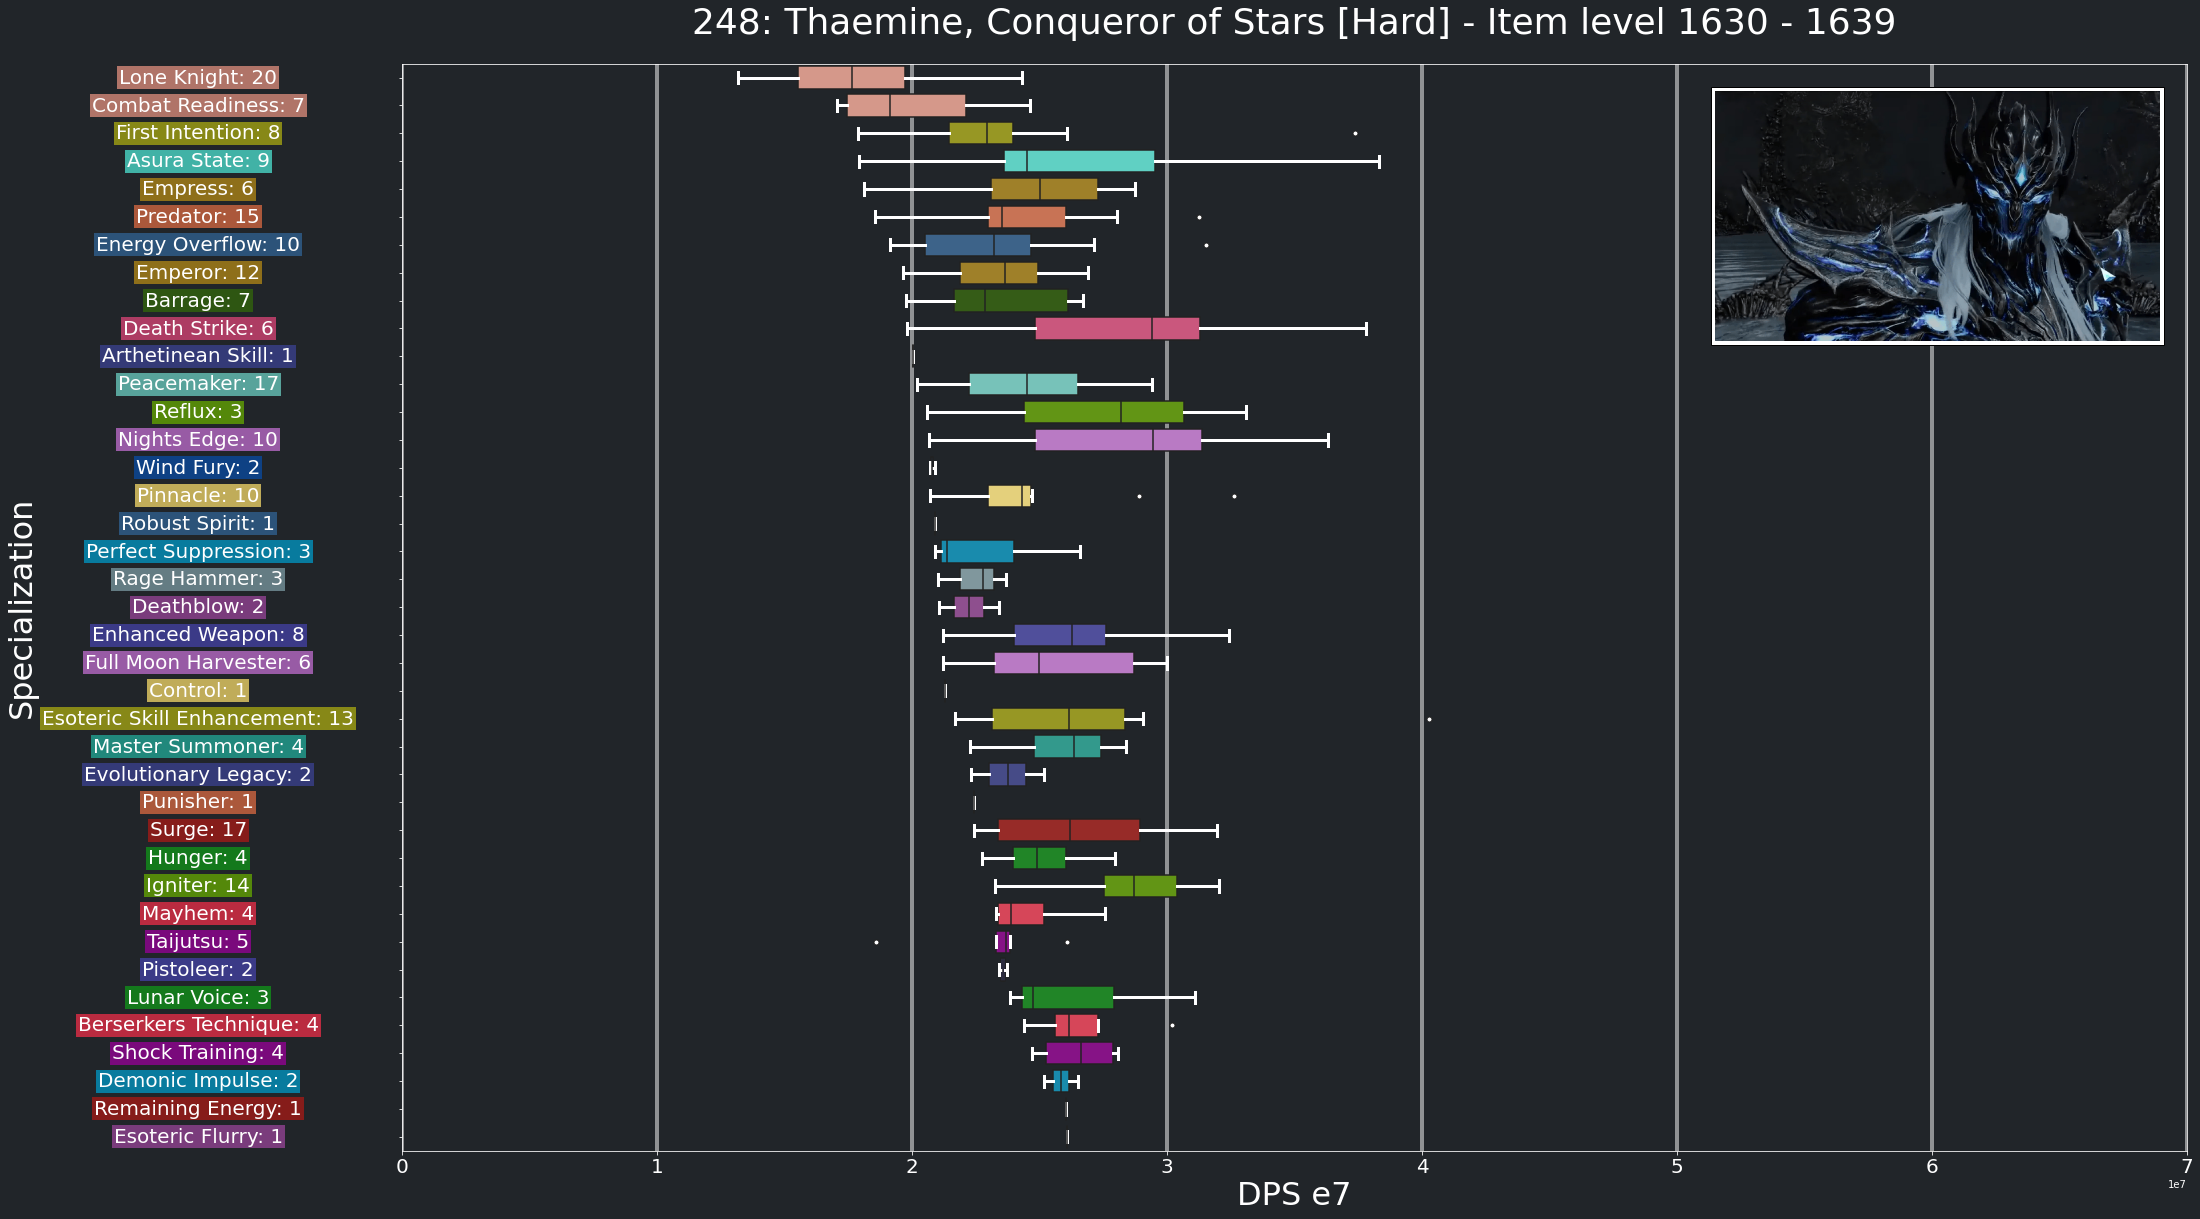 248: Thaemine, Conqueror of Stars [Hard] - Item level 1630 - 1639
Specialization
Lone Knight: 20
Combat Readiness: 7
First Intention: 8
Asura State: 9
Empress: 6
Predator: 15
Energy Overflow: 10
Emperor: 12
Barrage: 7
Death Strike: 6
Arthetinean Skill: 1
Peacemaker: 17
Reflux: 3
Nights Edge: 10
Wind Fury: 2
Pinnacle: 10
Robust Spirit: 1
Perfect Suppression: 3
Rage Hammer: 3
Deathblow: 2
Enhanced Weapon: 8
Full Moon Harvester: 6
Control: 1
Esoteric Skill Enhancement: 13
Master Summoner: 4
Evolutionary Legacy: 2
Punisher: 1
Surge: 17
Hunger: 4
Igniter: 14
Mayhem: 4
Taijutsu: 5
Pistoleer: 2
Lunar Voice: 3
Berserkers Technique: 4
Shock Training: 4
Demonic Impulse: 2
Remaining Energy: 1
Esoteric Flurry: 1
0 1 2 3 4 5 6 7
1e7
DPS e7